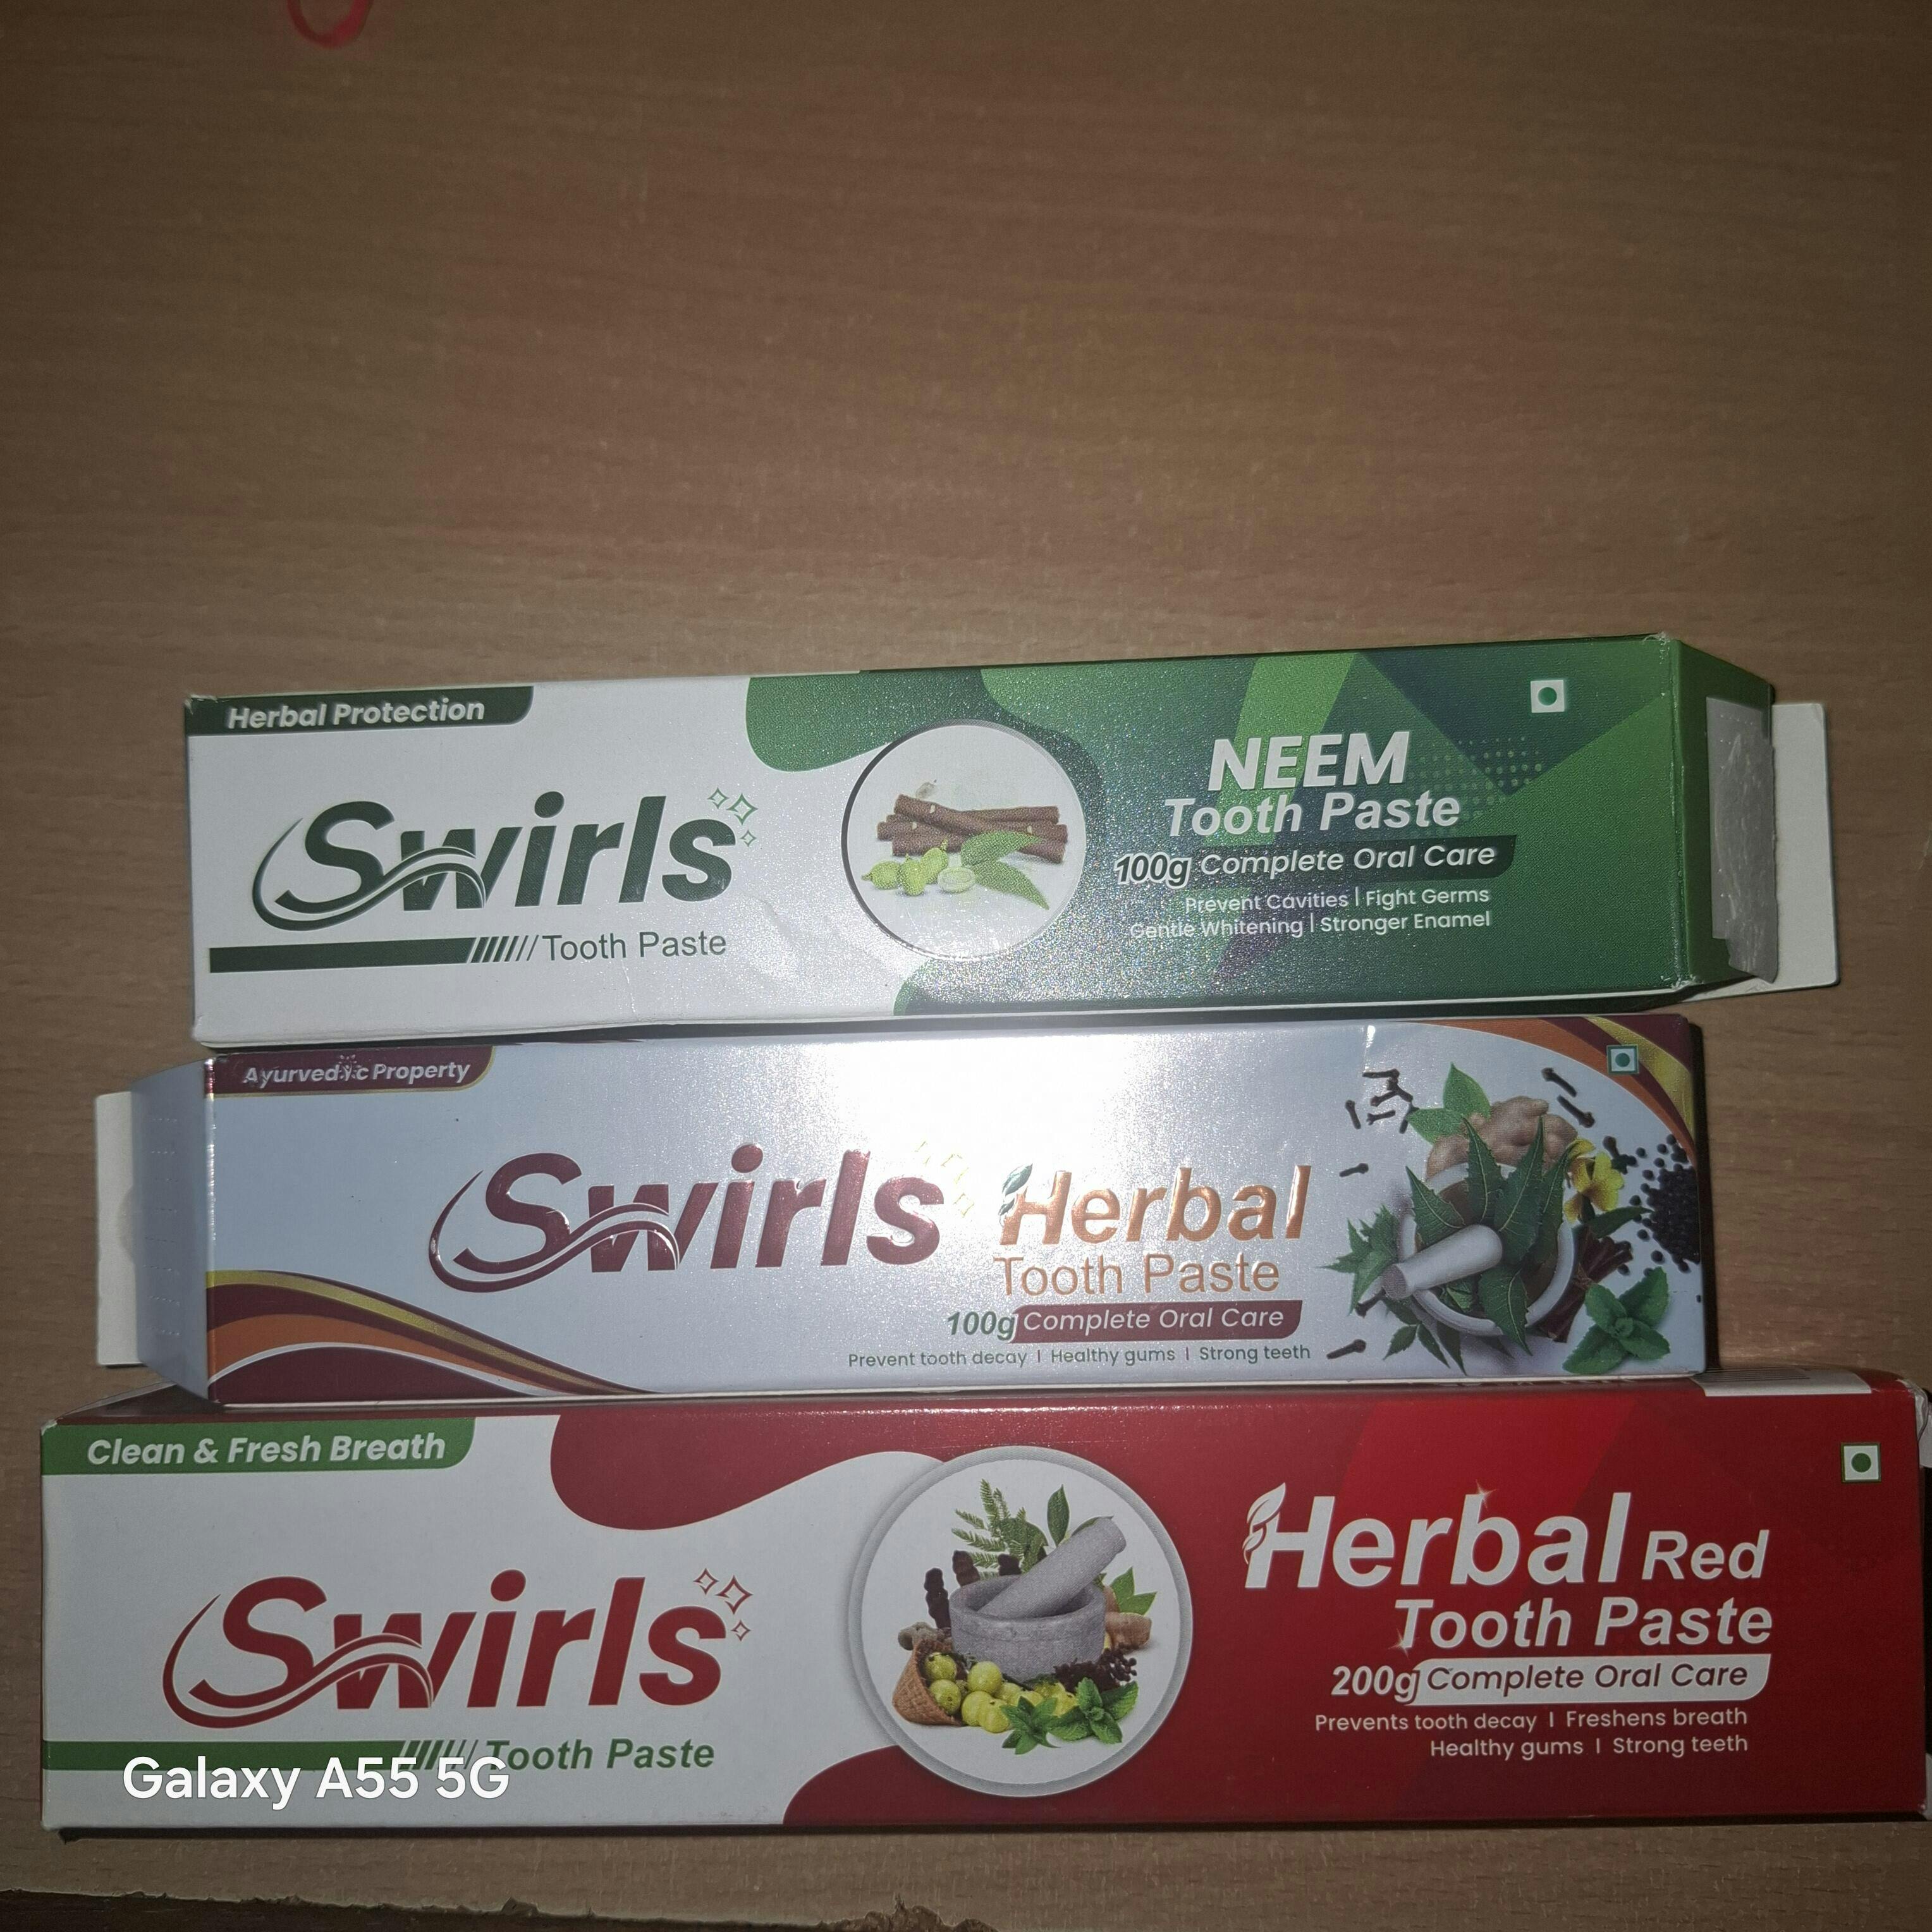 Herbal Protection
Swirls
Tooth Paste
NEEM
Tooth Paste
100g Complete Oral Care
Prevent Cavities | Fight Germs
Gentle Whitening | Stronger Enamel
Ayurvedic Property
Swirls
Herbal
Tooth Paste
100g Complete Oral Care
Prevent tooth decay | Healthy gums | Strong teeth
Clean & Fresh Breath
Swirls
Tooth Paste
Herbal Red
Tooth Paste
200g Complete Oral Care
Prevents tooth decay | Freshens breath
Healthy gums | Strong teeth
Galaxy A55 5G